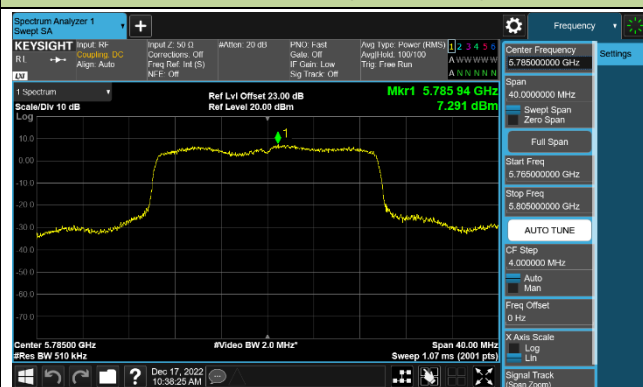 Spectrum Analyzer 1
Swept SA
Frequency
KEYSIGHT
RL
LXI
Input: RF
Coupling: DC
Align: Auto
Input Z: 50 Ω
Corrections: Off
Freq Ref: Int (S)
NFE: Off
#Atten: 20 dB
PNO: Fast
Gate: Off
IF Gain: Low
Sig Track: Off
Avg Type: Power (RMS)
Avg|Hold: 100/100
Trig: Free Run
1 2 3 4 5 6
A W W W W W
A N N N N N
1 Spectrum
Scale/Div 10 dB
Log
Ref Lvl Offset 23.00 dB
Ref Level 20.00 dBm
Mkr1 5.785 94 GHz
7.291 dBm
1
10.0
0.00
-10.0
-20.0
-30.0
-40.0
-50.0
-60.0
-70.0
Center 5.78500 GHz
#Res BW 510 kHz
#Video BW 2.0 MHz*
Span 40.00 MHz
Sweep 1.07 ms (2001 pts)
Dec 17, 2022
10:38:25 AM
Center Frequency
5.785000000 GHz
Settings
Span
40.0000000 MHz
Swept Span
Zero Span
Full Span
Start Freq
5.765000000 GHz
Stop Freq
5.805000000 GHz
AUTO TUNE
CF Step
4.000000 MHz
Auto
Man
Freq Offset
0 Hz
X Axis Scale
Log
Lin
Signal Track
(Span Zoom)